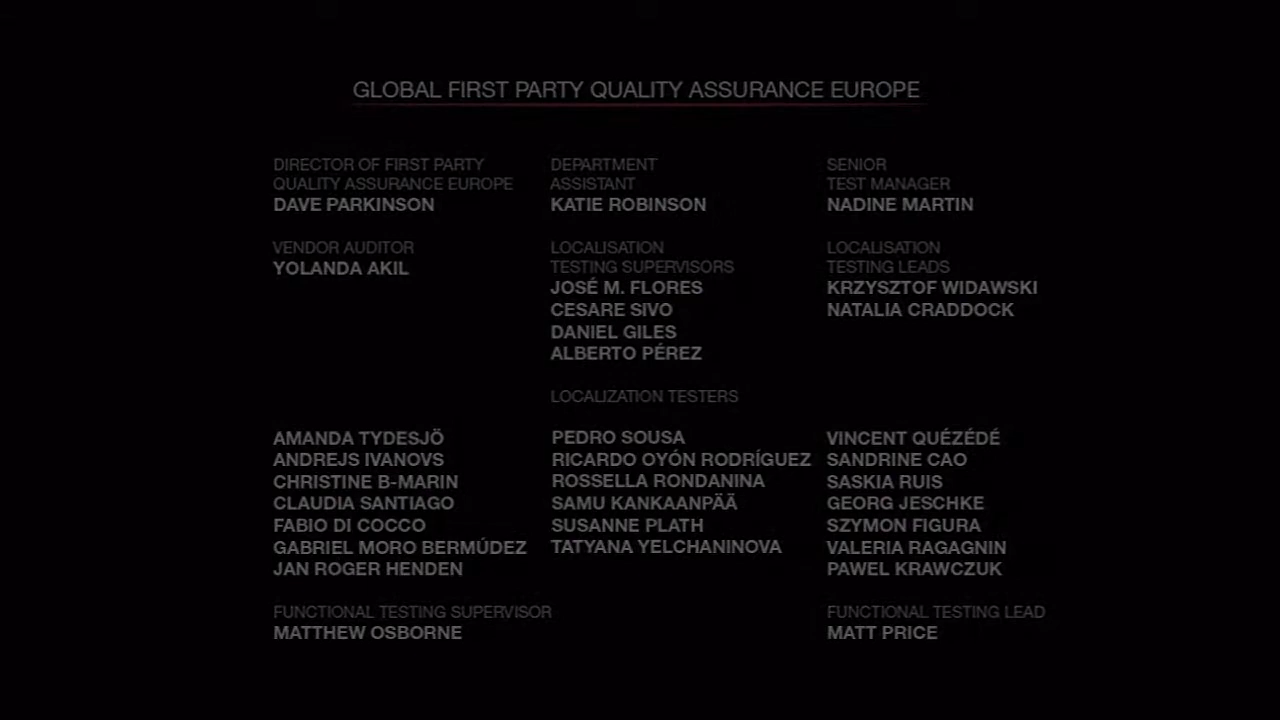 GLOBAL FIRST PARTY QUALITY ASSURANCE EUROPE
DIRECTOR OF FIRST PARTY
QUALITY ASSURANCE EUROPE
DAVE PARKINSON
DEPARTMENT
ASSISTANT
KATIE ROBINSON
SENIOR
TEST MANAGER
NADINE MARTIN
VENDOR AUDITOR
YOLANDA AKIL
LOCALISATION
TESTING SUPERVISORS
JOSÉ M. FLORES
CESARE SIVO
DANIEL GILES
ALBERTO PÉREZ
LOCALISATION
TESTING LEADS
KRZYSZTOF WIDAWSKI
NATALIA CRADDOCK
LOCALIZATION TESTERS
AMANDA TYDESJÖ
ANDREJS IVANOVS
CHRISTINE B-MARIN
CLAUDIA SANTIAGO
FABIO DI COCCO
GABRIEL MORO BERMÚDEZ
JAN ROGER HENDEN
PEDRO SOUSA
RICARDO OYÓN RODRÍGUEZ
ROSSELLA RONDANINA
SAMU KANKAANPÄÄ
SUSANNE PLATH
TATYANA YELCHANINOVA
VINCENT QUÉZÉDÉ
SANDRINE CAO
SASKIA RUIS
GEORG JESCHKE
SZYMON FIGURA
VALERIA RAGAGNIN
PAWEL KRAWCZUK
FUNCTIONAL TESTING SUPERVISOR
MATTHEW OSBORNE
FUNCTIONAL TESTING LEAD
MATT PRICE